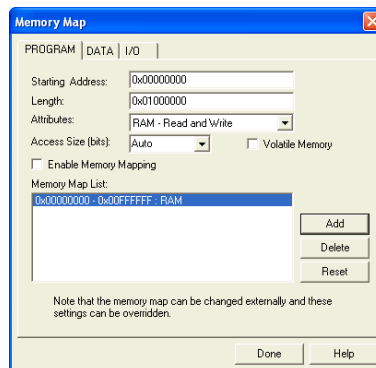 Memory Map
PROGRAM DATA I/O
Starting Address: 0x00000000
Length: 0x01000000
Attributes: RAM - Read and Write
Access Size (bits): Auto Volatile Memory
Enable Memory Mapping
Memory Map List:
0x00000000 - 0x00FFFFFF : RAM
Add
Delete
Reset
Note that the memory map can be changed externally and these
settings can be overridden.
Done Help